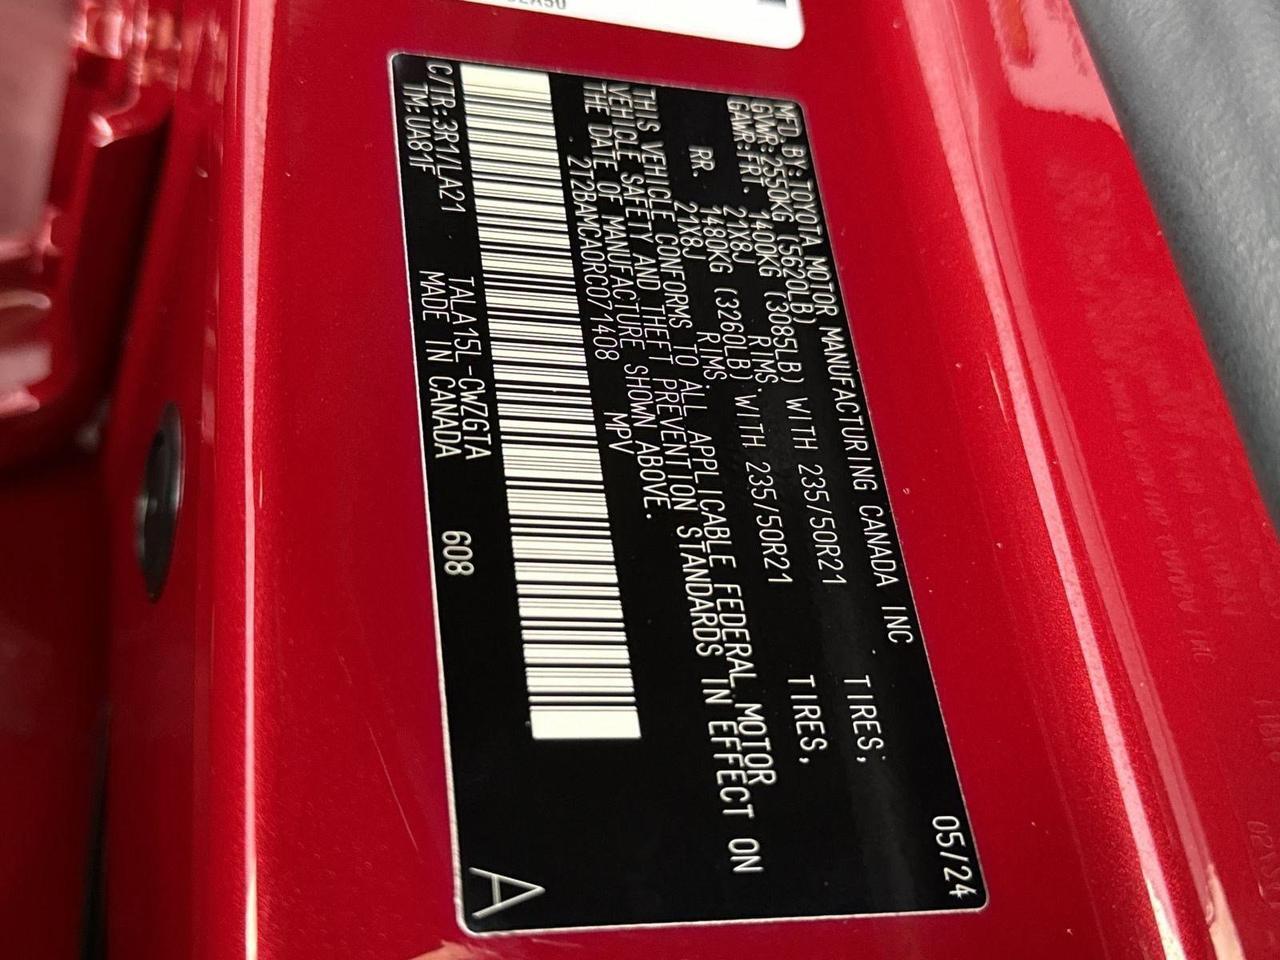 MFD BY: TOYOTA MOTOR MANUFACTURING CANADA INC 05/24
GVWR: 2550KG (5620LB)
GAWR: FRT. 1400KG (3085LB) WITH 235/50R21 TIRES,
21X8J RIMS.
RR. 1480KG (3260LB) WITH 235/50R21 TIRES,
21X8J RIMS.
THIS VEHICLE CONFORMS TO ALL APPLICABLE FEDERAL MOTOR
VEHICLE SAFETY AND THEFT PREVENTION STANDARDS IN EFFECT ON
THE DATE OF MANUFACTURE SHOWN ABOVE.
2T2BAMCA0RC071408 MPV
C/TR: 3R1/LA21 TALA15L-CWZGTA 608
TM: UA81F MADE IN CANADA
A